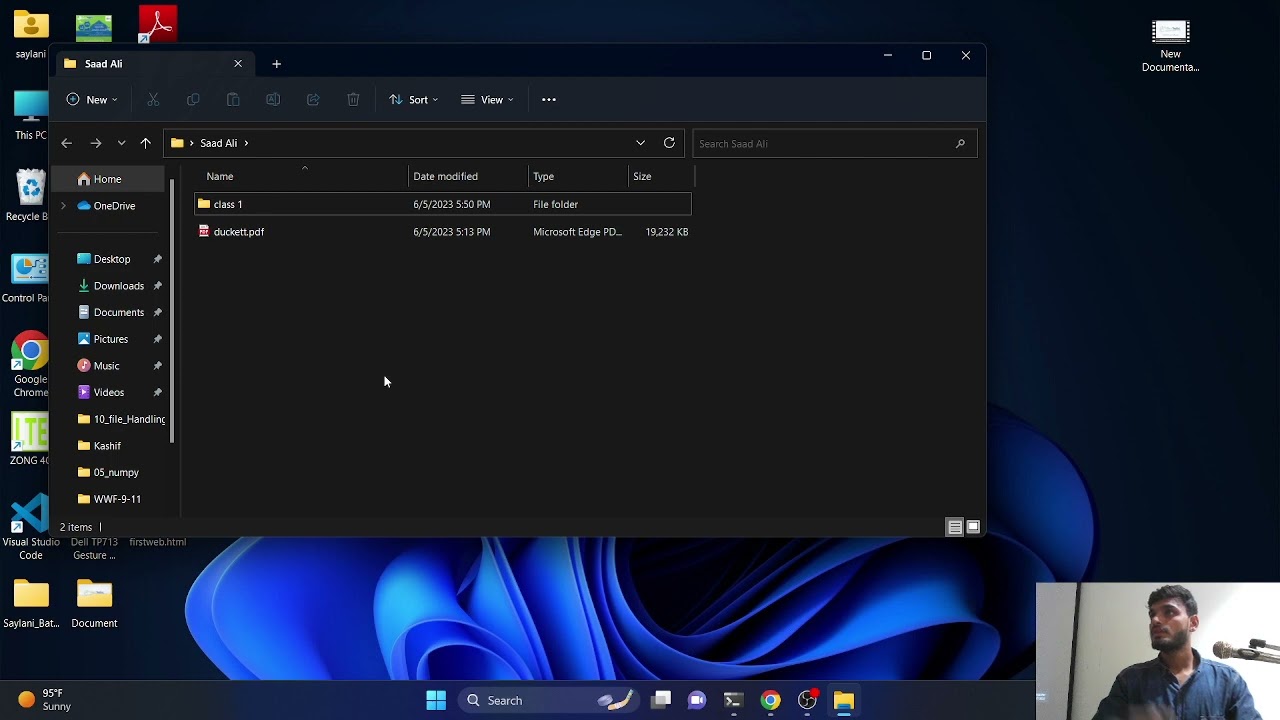 saylani
New
Documenta...
Saad Ali
New
Sort
View
This PC
Saad Ali
Search Saad Ali
Name
Date modified
Type
Size
Home
class 1
6/5/2023 5:50 PM
File folder
OneDrive
duckett.pdf
6/5/2023 5:13 PM
Microsoft Edge PD...
19,232 KB
Recycle B
Desktop
Downloads
Control Pa
Documents
Pictures
Music
Google
Chrome
Videos
10_file_Handling
Kashif
ZONG 4G
05_numpy
WWF-9-11
2 items
Visual Studio
Code
Dell TP713
Gesture ...
firstweb.html
Saylani_Bat...
Document
95°F
Sunny
Search